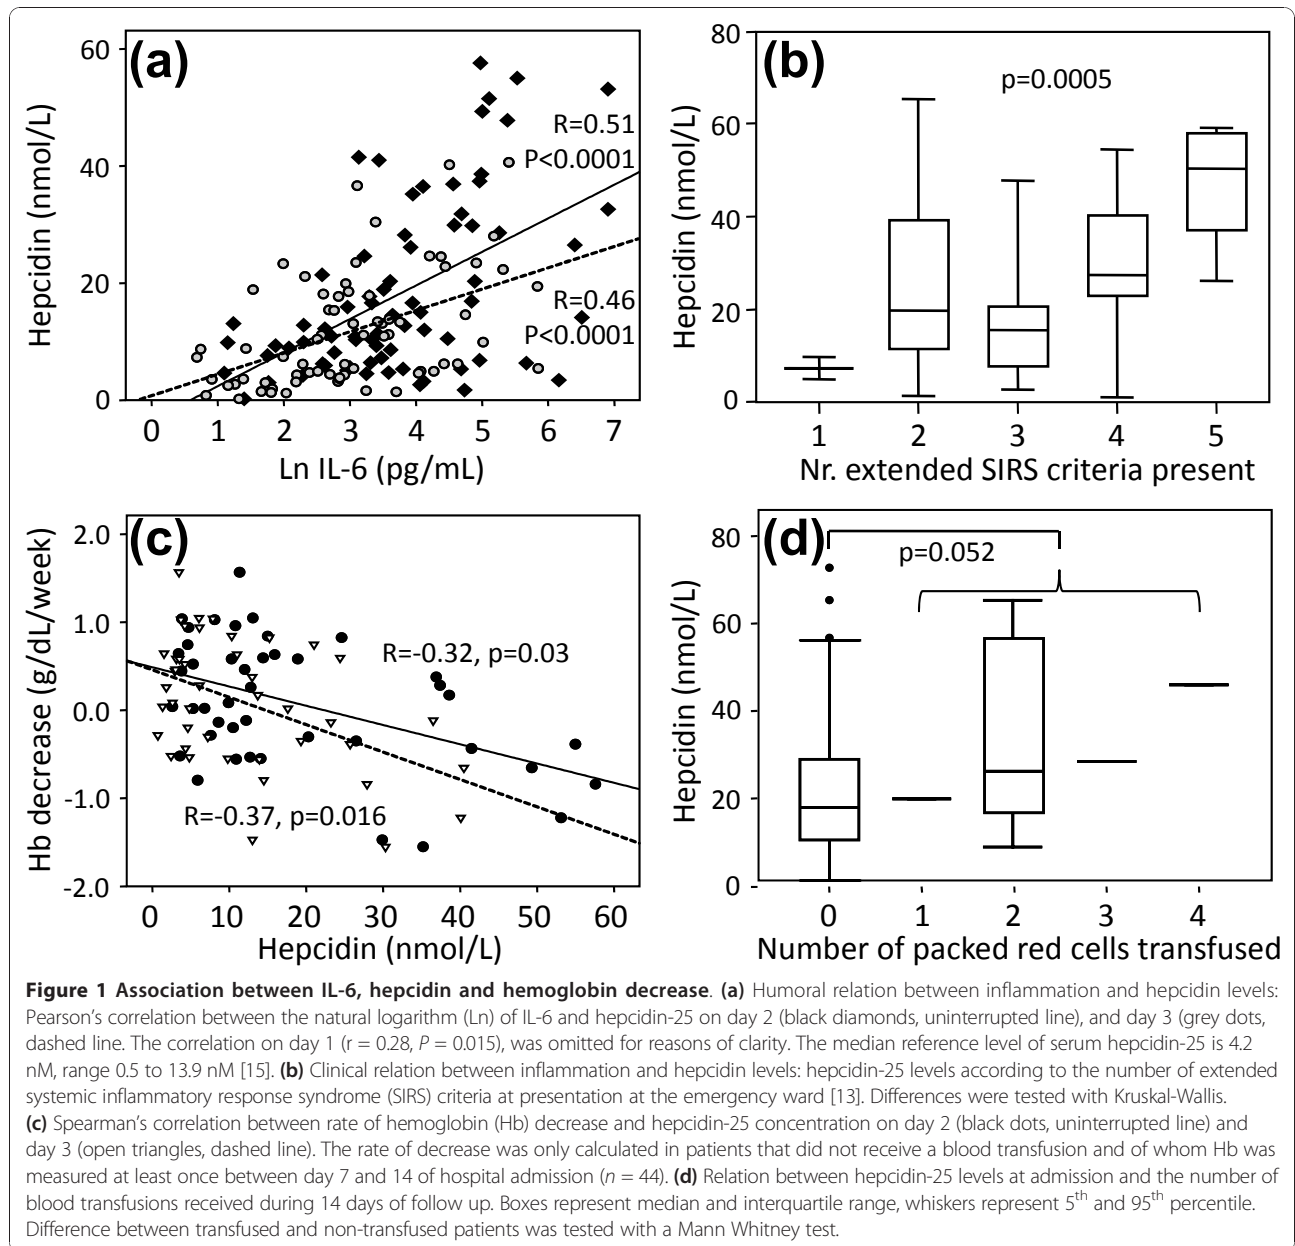 (a)
60
40
20
0
Hepcidin (nmol/L)
R=0.51
P<0.0001
R=0.46
P<0.0001
0 1 2 3 4 5 6 7
Ln IL-6 (pg/mL)
(b)
80
60
40
20
0
Hepcidin (nmol/L)
p=0.0005
1 2 3 4 5
Nr. extended SIRS criteria present
(c)
2.0
1.0
0.0
-1.0
-2.0
Hb decrease (g/dL/week)
R=-0.32, p=0.03
R=-0.37, p=0.016
0 10 20 30 40 50 60
Hepcidin (nmol/L)
(d)
80
60
40
20
0
Hepcidin (nmol/L)
p=0.052
0 1 2 3 4
Number of packed red cells transfused
Figure 1 Association between IL-6, hepcidin and hemoglobin decrease. (a) Humoral relation between inflammation and hepcidin levels:
Pearson's correlation between the natural logarithm (Ln) of IL-6 and hepcidin-25 on day 2 (black diamonds, uninterrupted line), and day 3 (grey dots,
dashed line. The correlation on day 1 (r = 0.28, P = 0.015), was omitted for reasons of clarity. The median reference level of serum hepcidin-25 is 4.2
nM, range 0.5 to 13.9 nM [15]. (b) Clinical relation between inflammation and hepcidin levels: hepcidin-25 levels according to the number of extended
systemic inflammatory response syndrome (SIRS) criteria at presentation at the emergency ward [13]. Differences were tested with Kruskal-Wallis.
(c) Spearman's correlation between rate of hemoglobin (Hb) decrease and hepcidin-25 concentration on day 2 (black dots, uninterrupted line) and
day 3 (open triangles, dashed line). The rate of decrease was only calculated in patients that did not receive a blood transfusion and of whom Hb was
measured at least once between day 7 and 14 of hospital admission (n = 44). (d) Relation between hepcidin-25 levels at admission and the number of
blood transfusions received during 14 days of follow up. Boxes represent median and interquartile range, whiskers represent 5th and 95th percentile.
Difference between transfused and non-transfused patients was tested with a Mann Whitney test.